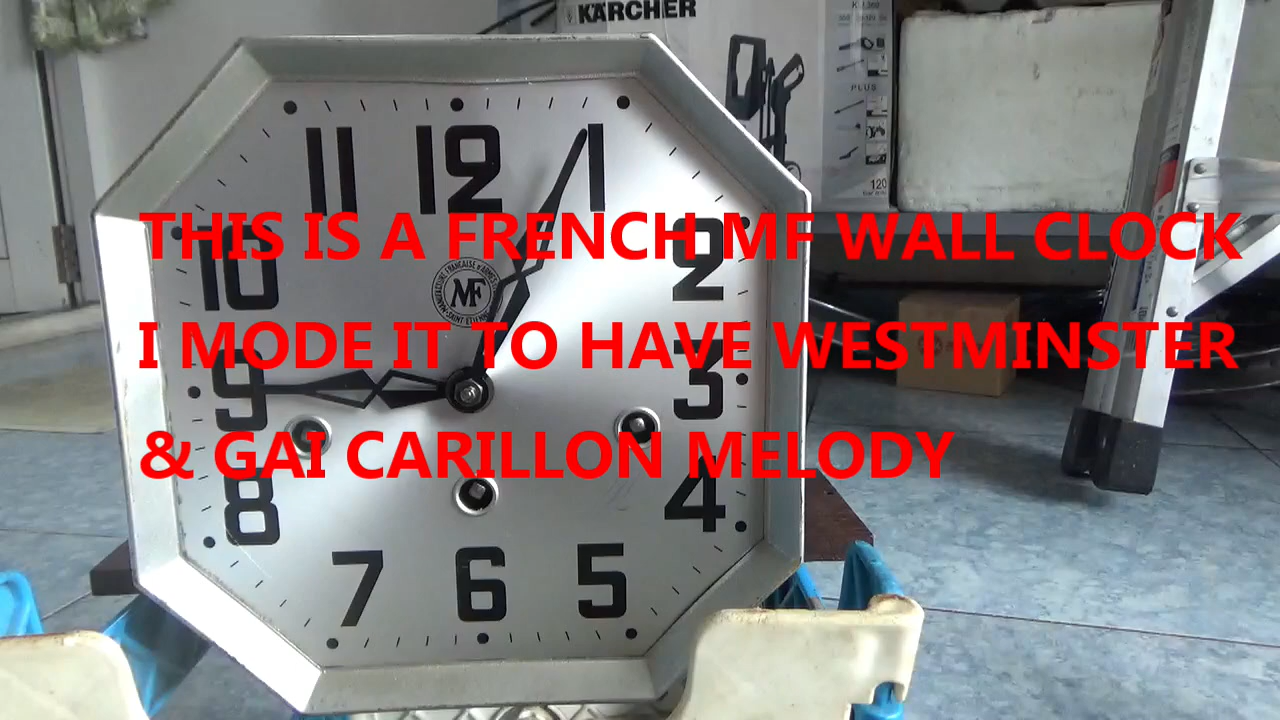 KÄRCHER
PLUS
120
11 12 1
10 2
9 3
8 4
7 6 5
MF
THIS IS A FRENCH MF WALL CLOCK
I MODE IT TO HAVE WESTMINSTER
& GAI CARILLON MELODY